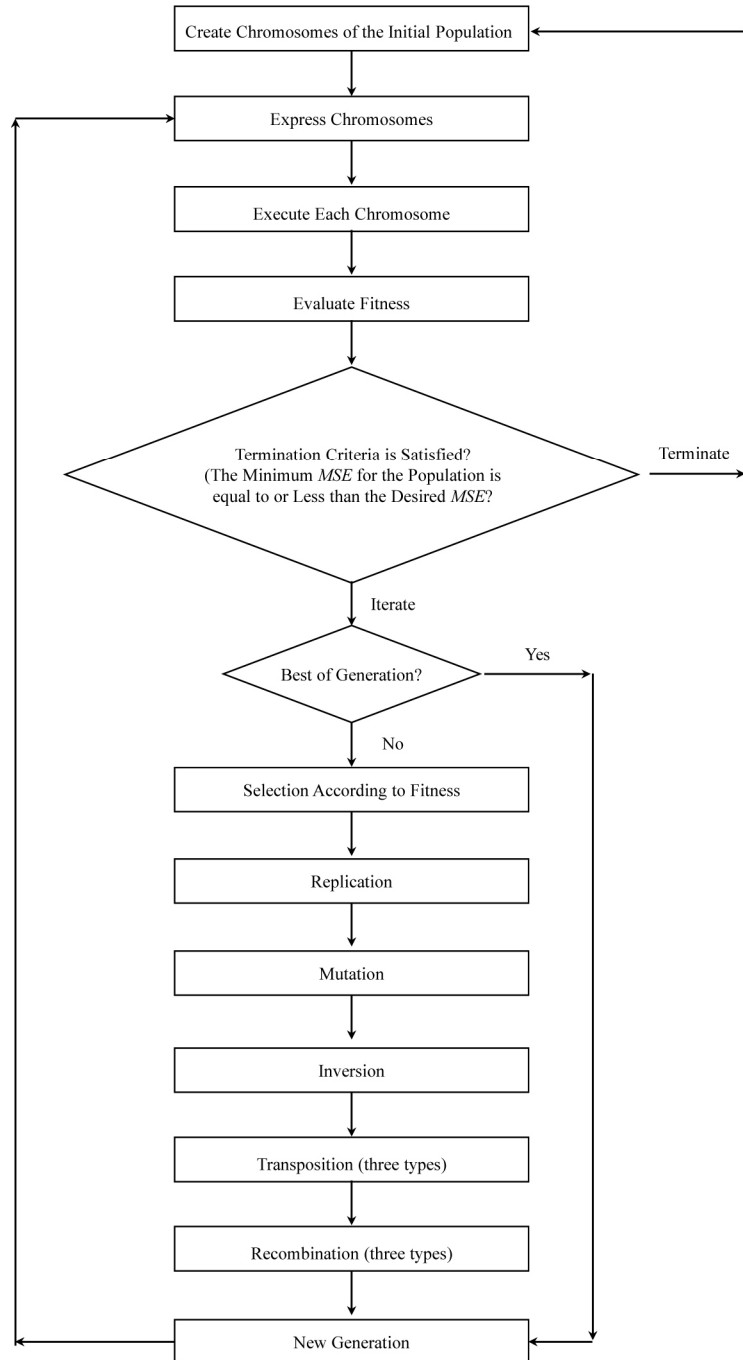 Create Chromosomes of the Initial Population
Express Chromosomes
Execute Each Chromosome
Evaluate Fitness
Termination Criteria is Satisfied?
(The Minimum MSE for the Population is
equal to or Less than the Desired MSE?
Terminate
Iterate
Best of Generation?
Yes
No
Selection According to Fitness
Replication
Mutation
Inversion
Transposition (three types)
Recombination (three types)
New Generation